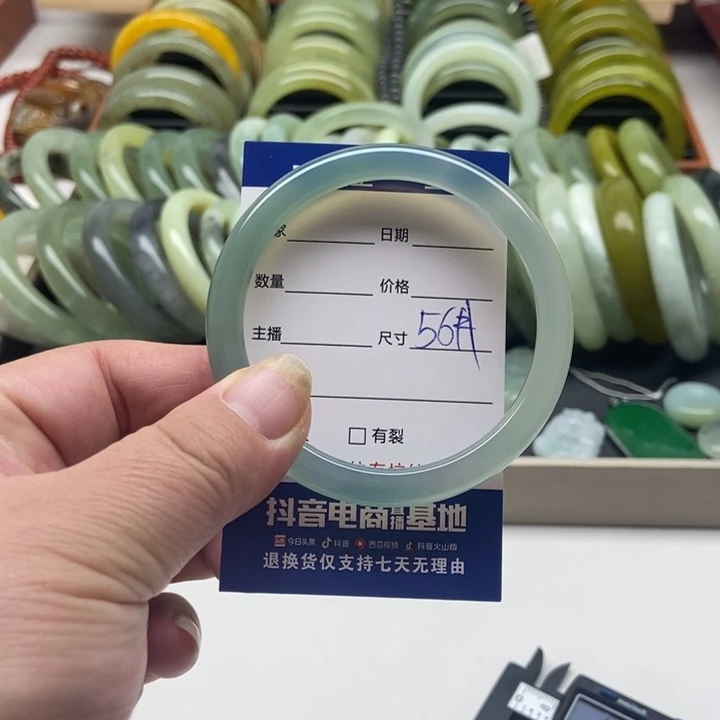 日期
数量 价格
主播 尺寸 56
有裂
抖音电商直播基地
今日头条 抖音 西瓜视频 抖音火山版
退换货仅支持七天无理由